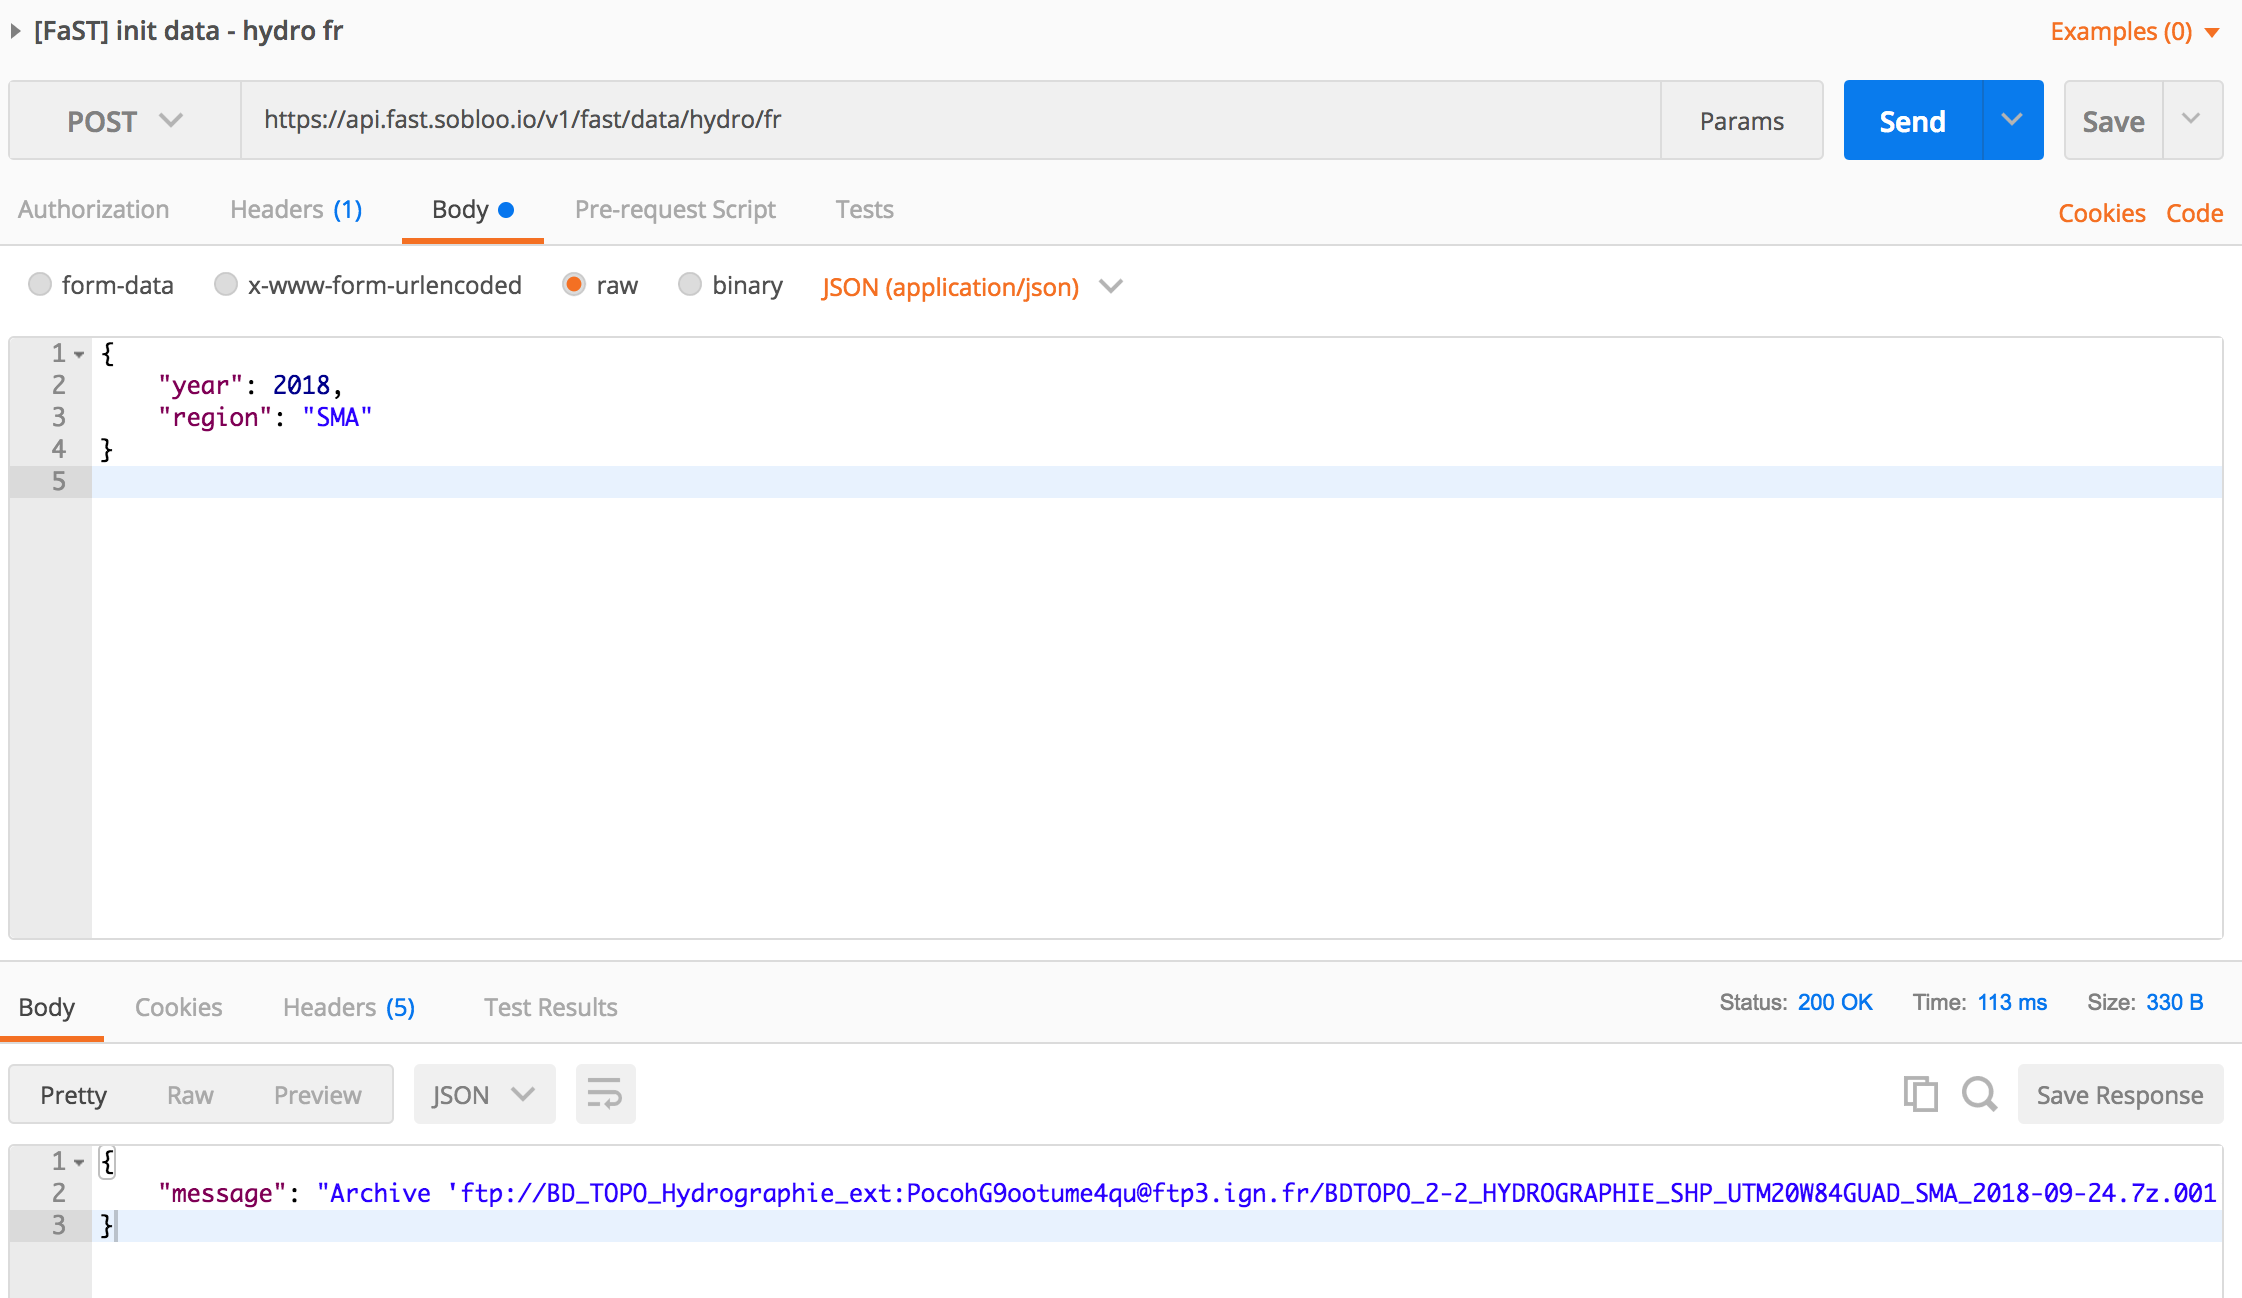 [FaST] init data - hydro fr
Examples (0)
POST
https://api.fast.sobloo.io/v1/fast/data/hydro/fr
Params
Send
Save
Authorization
Headers (1)
Body
Pre-request Script
Tests
Cookies
Code
form-data
x-www-form-urlencoded
raw
binary
JSON (application/json)
1 {
2 "year": 2018,
3 "region": "SMA"
4 }
5
Body
Cookies
Headers (5)
Test Results
Status: 200 OK
Time: 113 ms
Size: 330 B
Pretty
Raw
Preview
JSON
Save Response
1 {
2 "message": "Archive 'ftp://BD_TOPO_Hydrographie_ext:PocohG9ootume4qu@ftp3.ign.fr/BDTOPO_2-2_HYDROGRAPHIE_SHP_UTM20W84GUAD_SMA_2018-09-24.7z.001
3 }